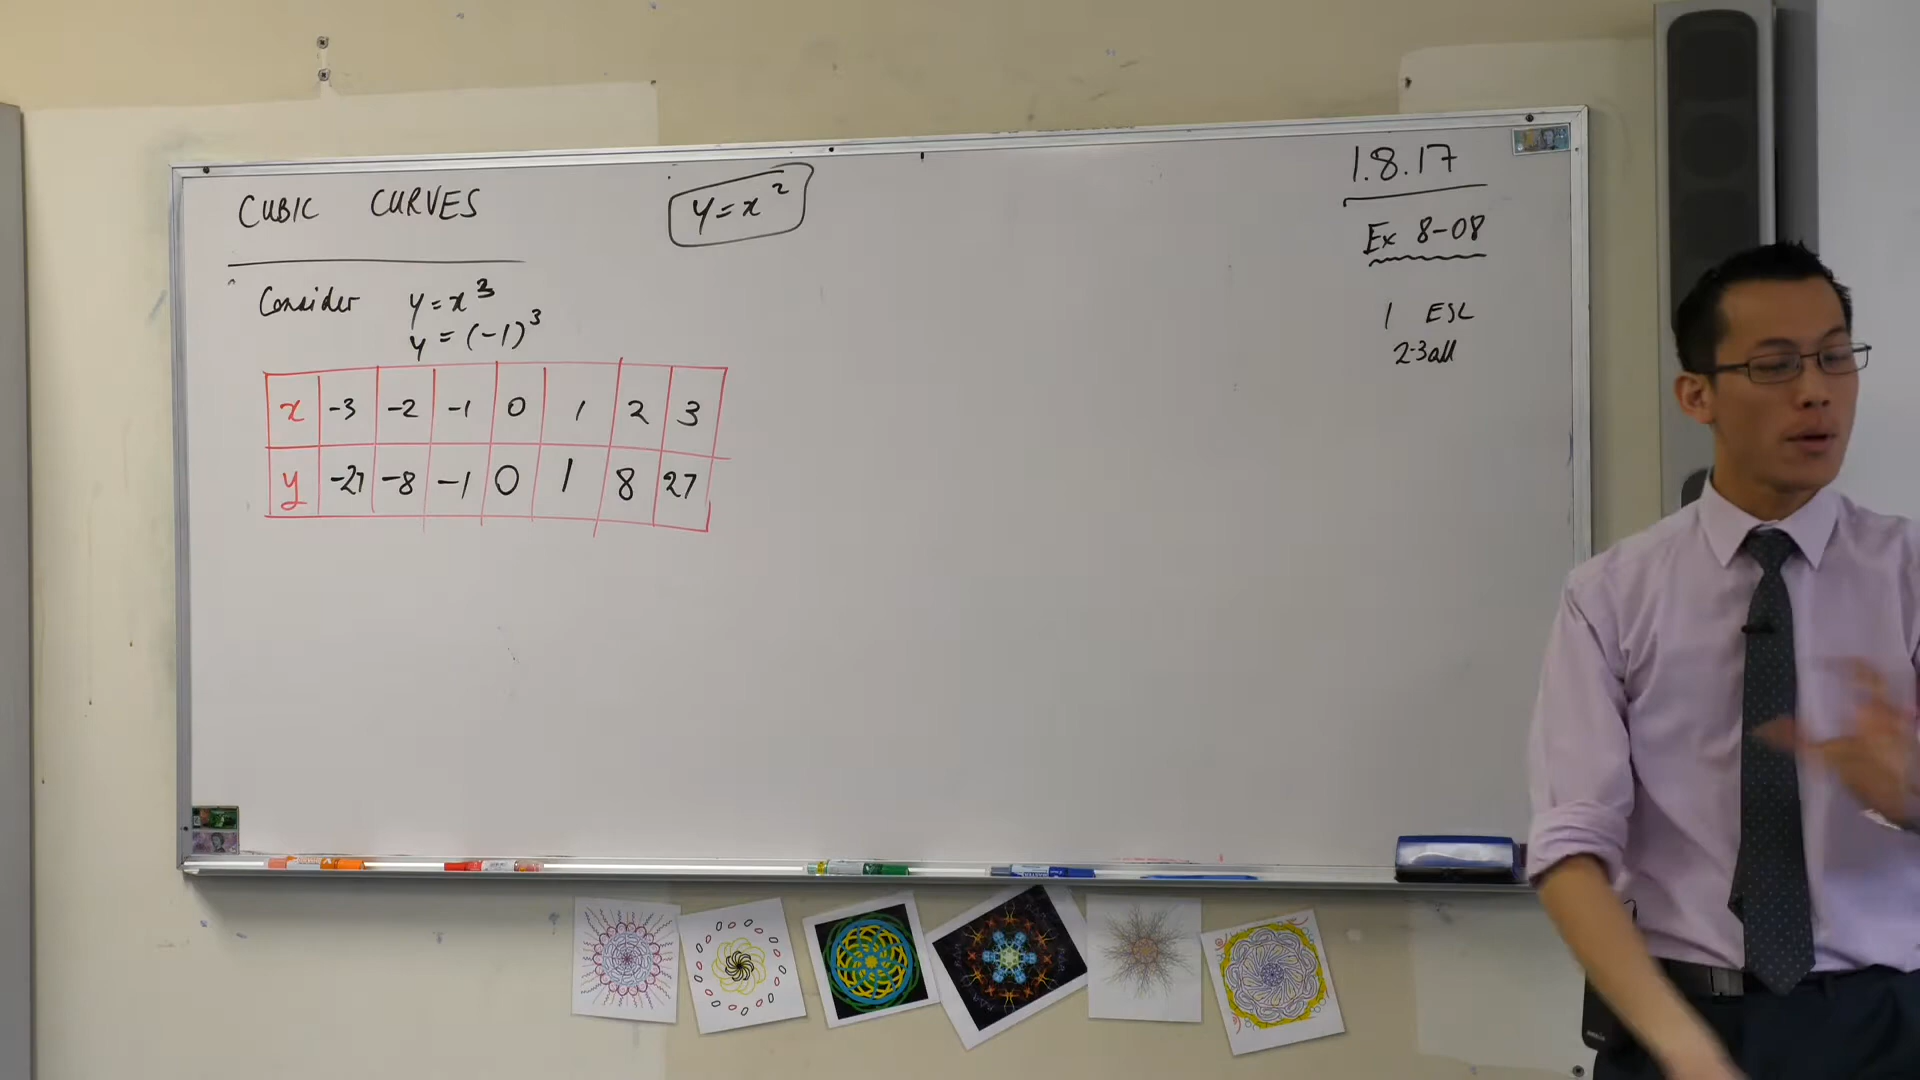 CUBIC CURVES
y = x²
Consider y = x³
y = (-1)³
x -3 -2 -1 0 1 2 3
y -27 -8 -1 0 1 8 27
1.8.17
Ex 8-08
1 ESL
2-3 all